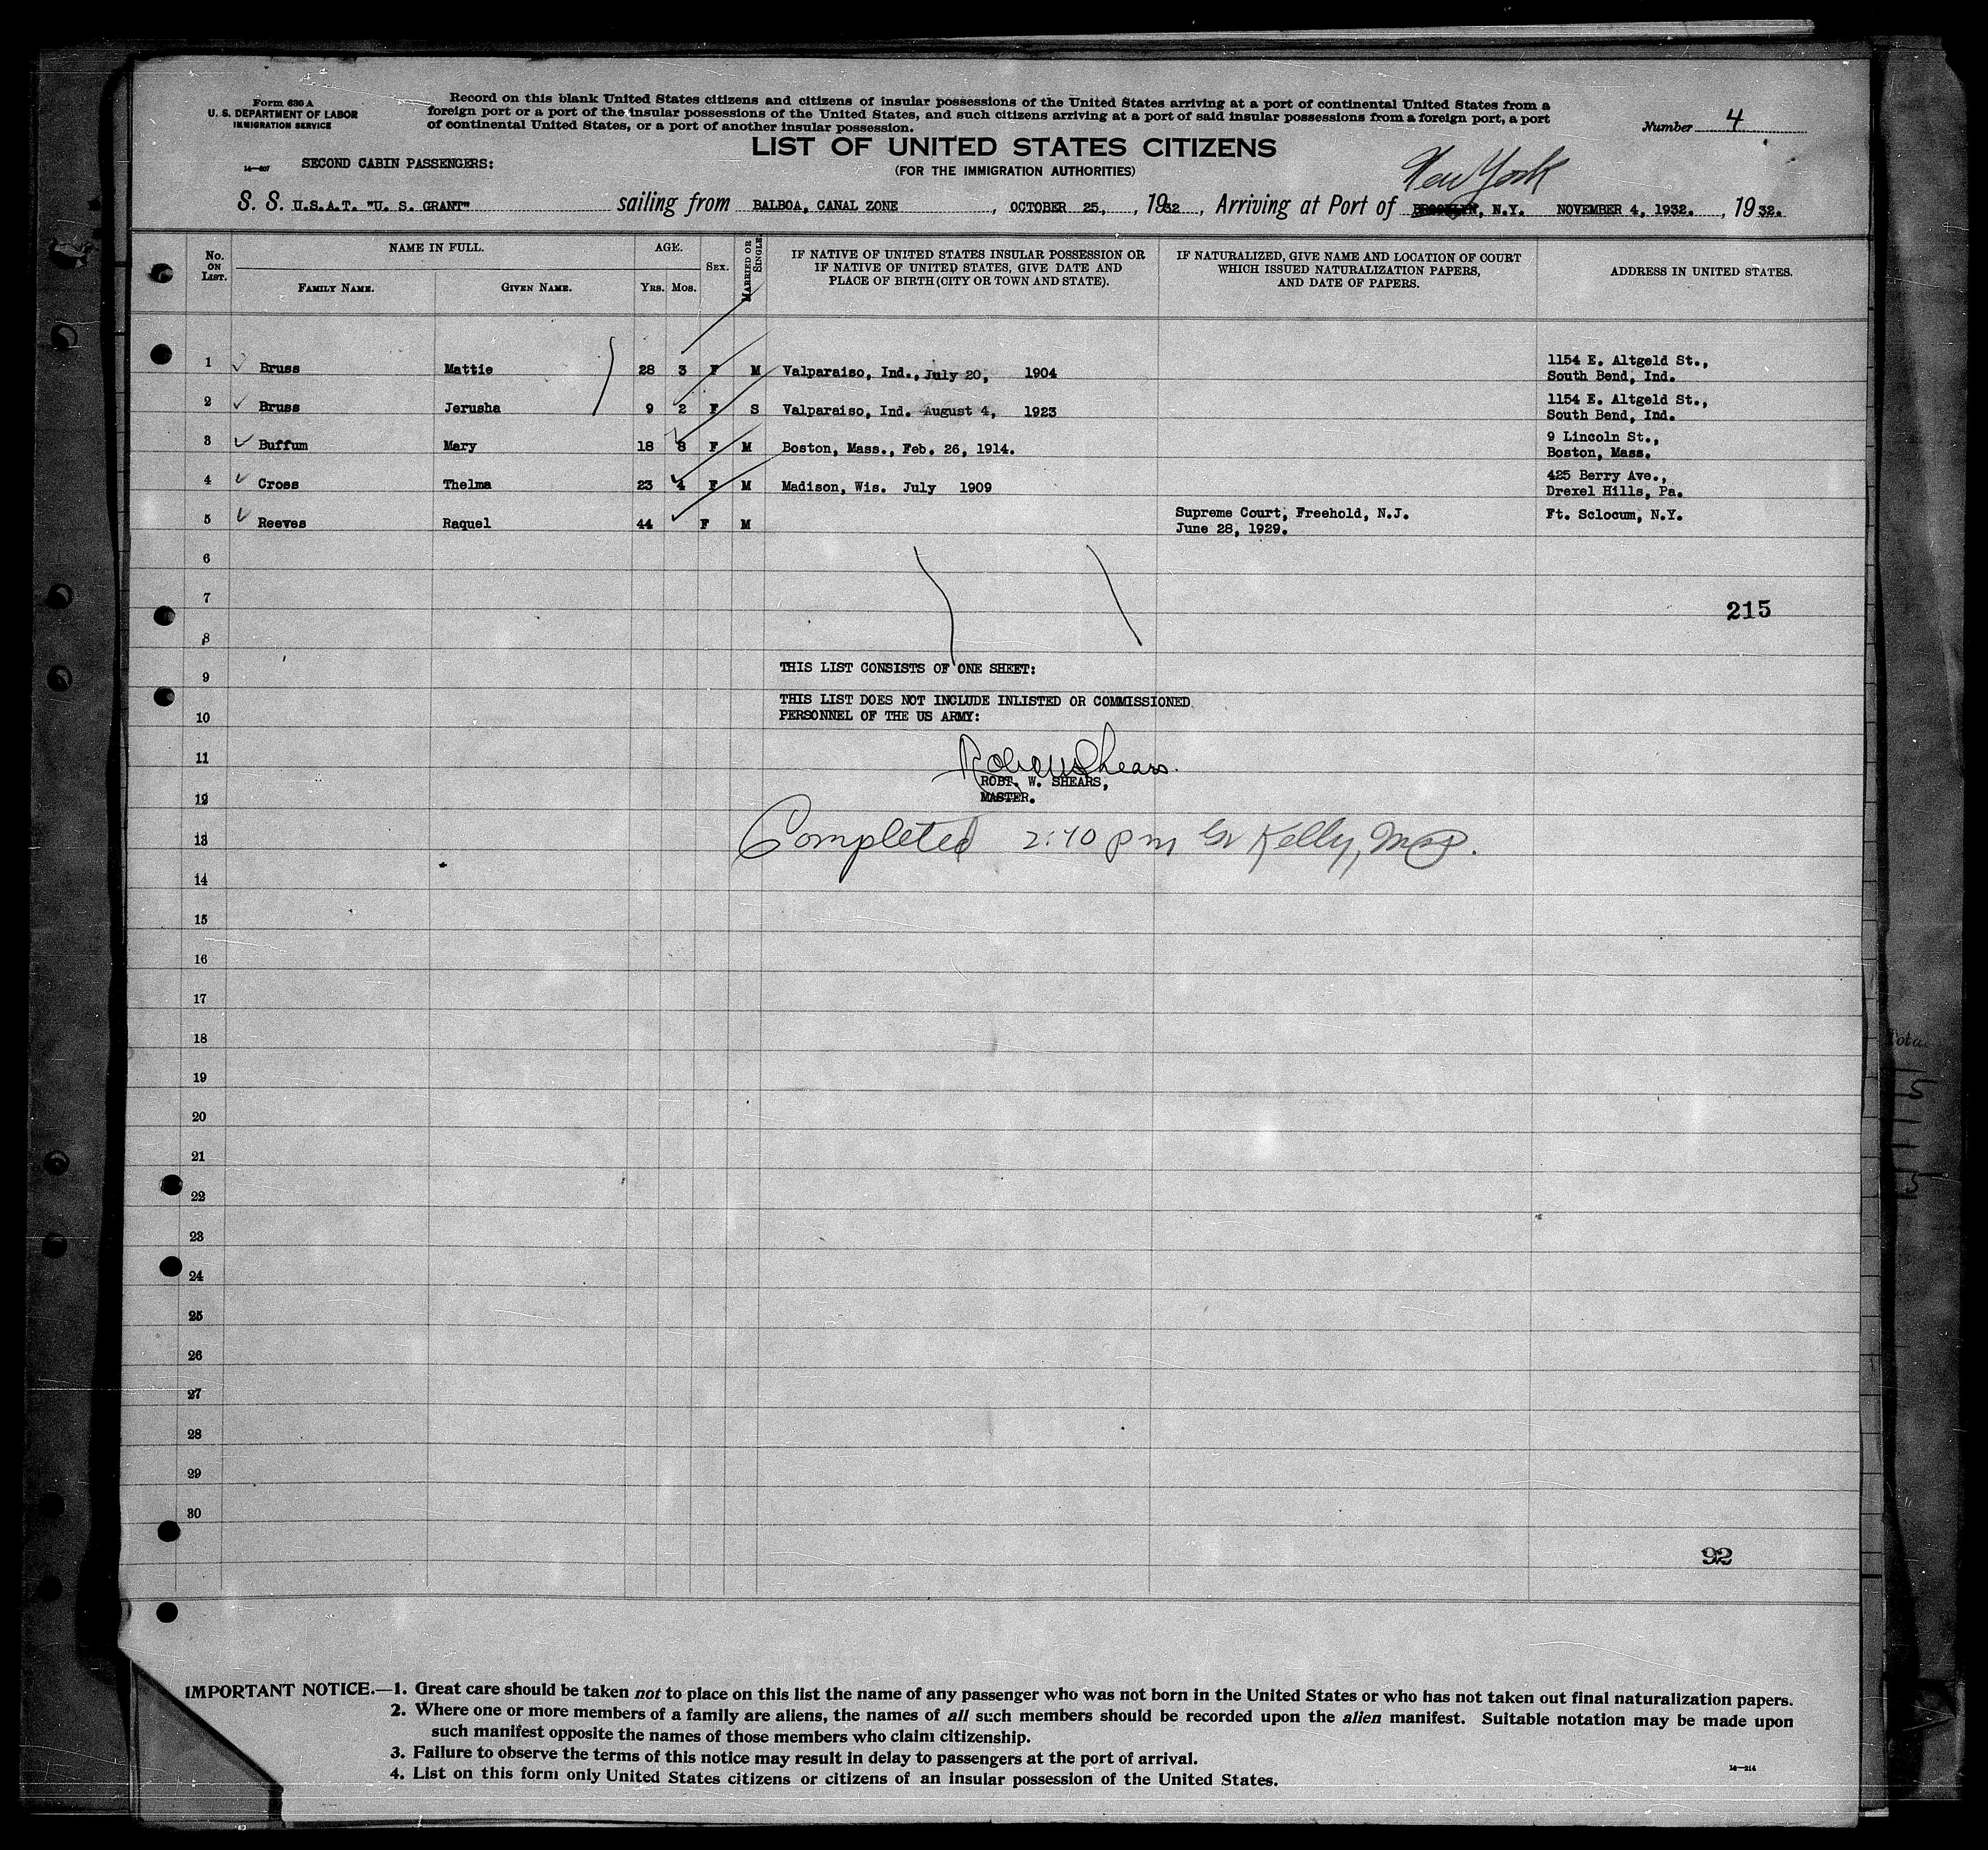 Form 630 A
U. S. DEPARTMENT OF LABOR
IMMIGRATION SERVICE
Record on this blank United States citizens and citizens of insular possessions of the United States arriving at a port of continental United States from a
foreign port or a port of the insular possessions of the United States, and such citizens arriving at a port of said insular possessions from a foreign port, a port
of continental United States, or a port of another insular possession.
Number 4
LIST OF UNITED STATES CITIZENS
(FOR THE IMMIGRATION AUTHORITIES)
SECOND CABIN PASSENGERS:
New York
S. S. U.S.A.T. "U. S. GRANT" sailing from BALBOA, CANAL ZONE, OCTOBER 25, 1932, Arriving at Port of BROOKLYN, N.Y. NOVEMBER 4, 1932., 1932.
No. ON LIST. NAME IN FULL. AGE. SEX. MARRIED OR SINGLE. IF NATIVE OF UNITED STATES INSULAR POSSESSION OR IF NATIVE OF UNITED STATES, GIVE DATE AND PLACE OF BIRTH (CITY OR TOWN AND STATE). IF NATURALIZED, GIVE NAME AND LOCATION OF COURT WHICH ISSUED NATURALIZATION PAPERS, AND DATE OF PAPERS. ADDRESS IN UNITED STATES.
FAMILY NAME. GIVEN NAME. YRS. MOS.
1 Bruss Mattie 28 3 F M Valparaiso, Ind., July 20, 1904 1154 E. Altgeld St., South Bend, Ind.
2 Bruss Jerusha 9 2 F S Valparaiso, Ind. August 4, 1923 1154 E. Altgeld St., South Bend, Ind.
3 Buffum Mary 18 8 F M Boston, Mass., Feb. 26, 1914. 9 Lincoln St., Boston, Mass.
4 Cross Thelma 23 4 F M Madison, Wis. July 1909 425 Berry Ave., Drexel Hills, Pa.
5 Reeves Raquel 44 F M Supreme Court, Freehold, N.J. June 28, 1929. Ft. Sclocum, N.Y.
6
7 215
8
9 THIS LIST CONSISTS OF ONE SHEET:
THIS LIST DOES NOT INCLUDE INLISTED OR COMMISSIONED
10 PERSONNEL OF THE US ARMY:
11
ROBT. W. SHEARS,
12 MASTER.
13 Completed 2:40 pm Kelly,
14
15
16
17
18
19
20
21
22
23
24
25
26
27
28
29
30
92
IMPORTANT NOTICE.—1. Great care should be taken not to place on this list the name of any passenger who was not born in the United States or who has not taken out final naturalization papers.
2. Where one or more members of a family are aliens, the names of all such members should be recorded upon the alien manifest. Suitable notation may be made upon
such manifest opposite the names of those members who claim citizenship.
3. Failure to observe the terms of this notice may result in delay to passengers at the port of arrival.
4. List on this form only United States citizens or citizens of an insular possession of the United States.
14—214